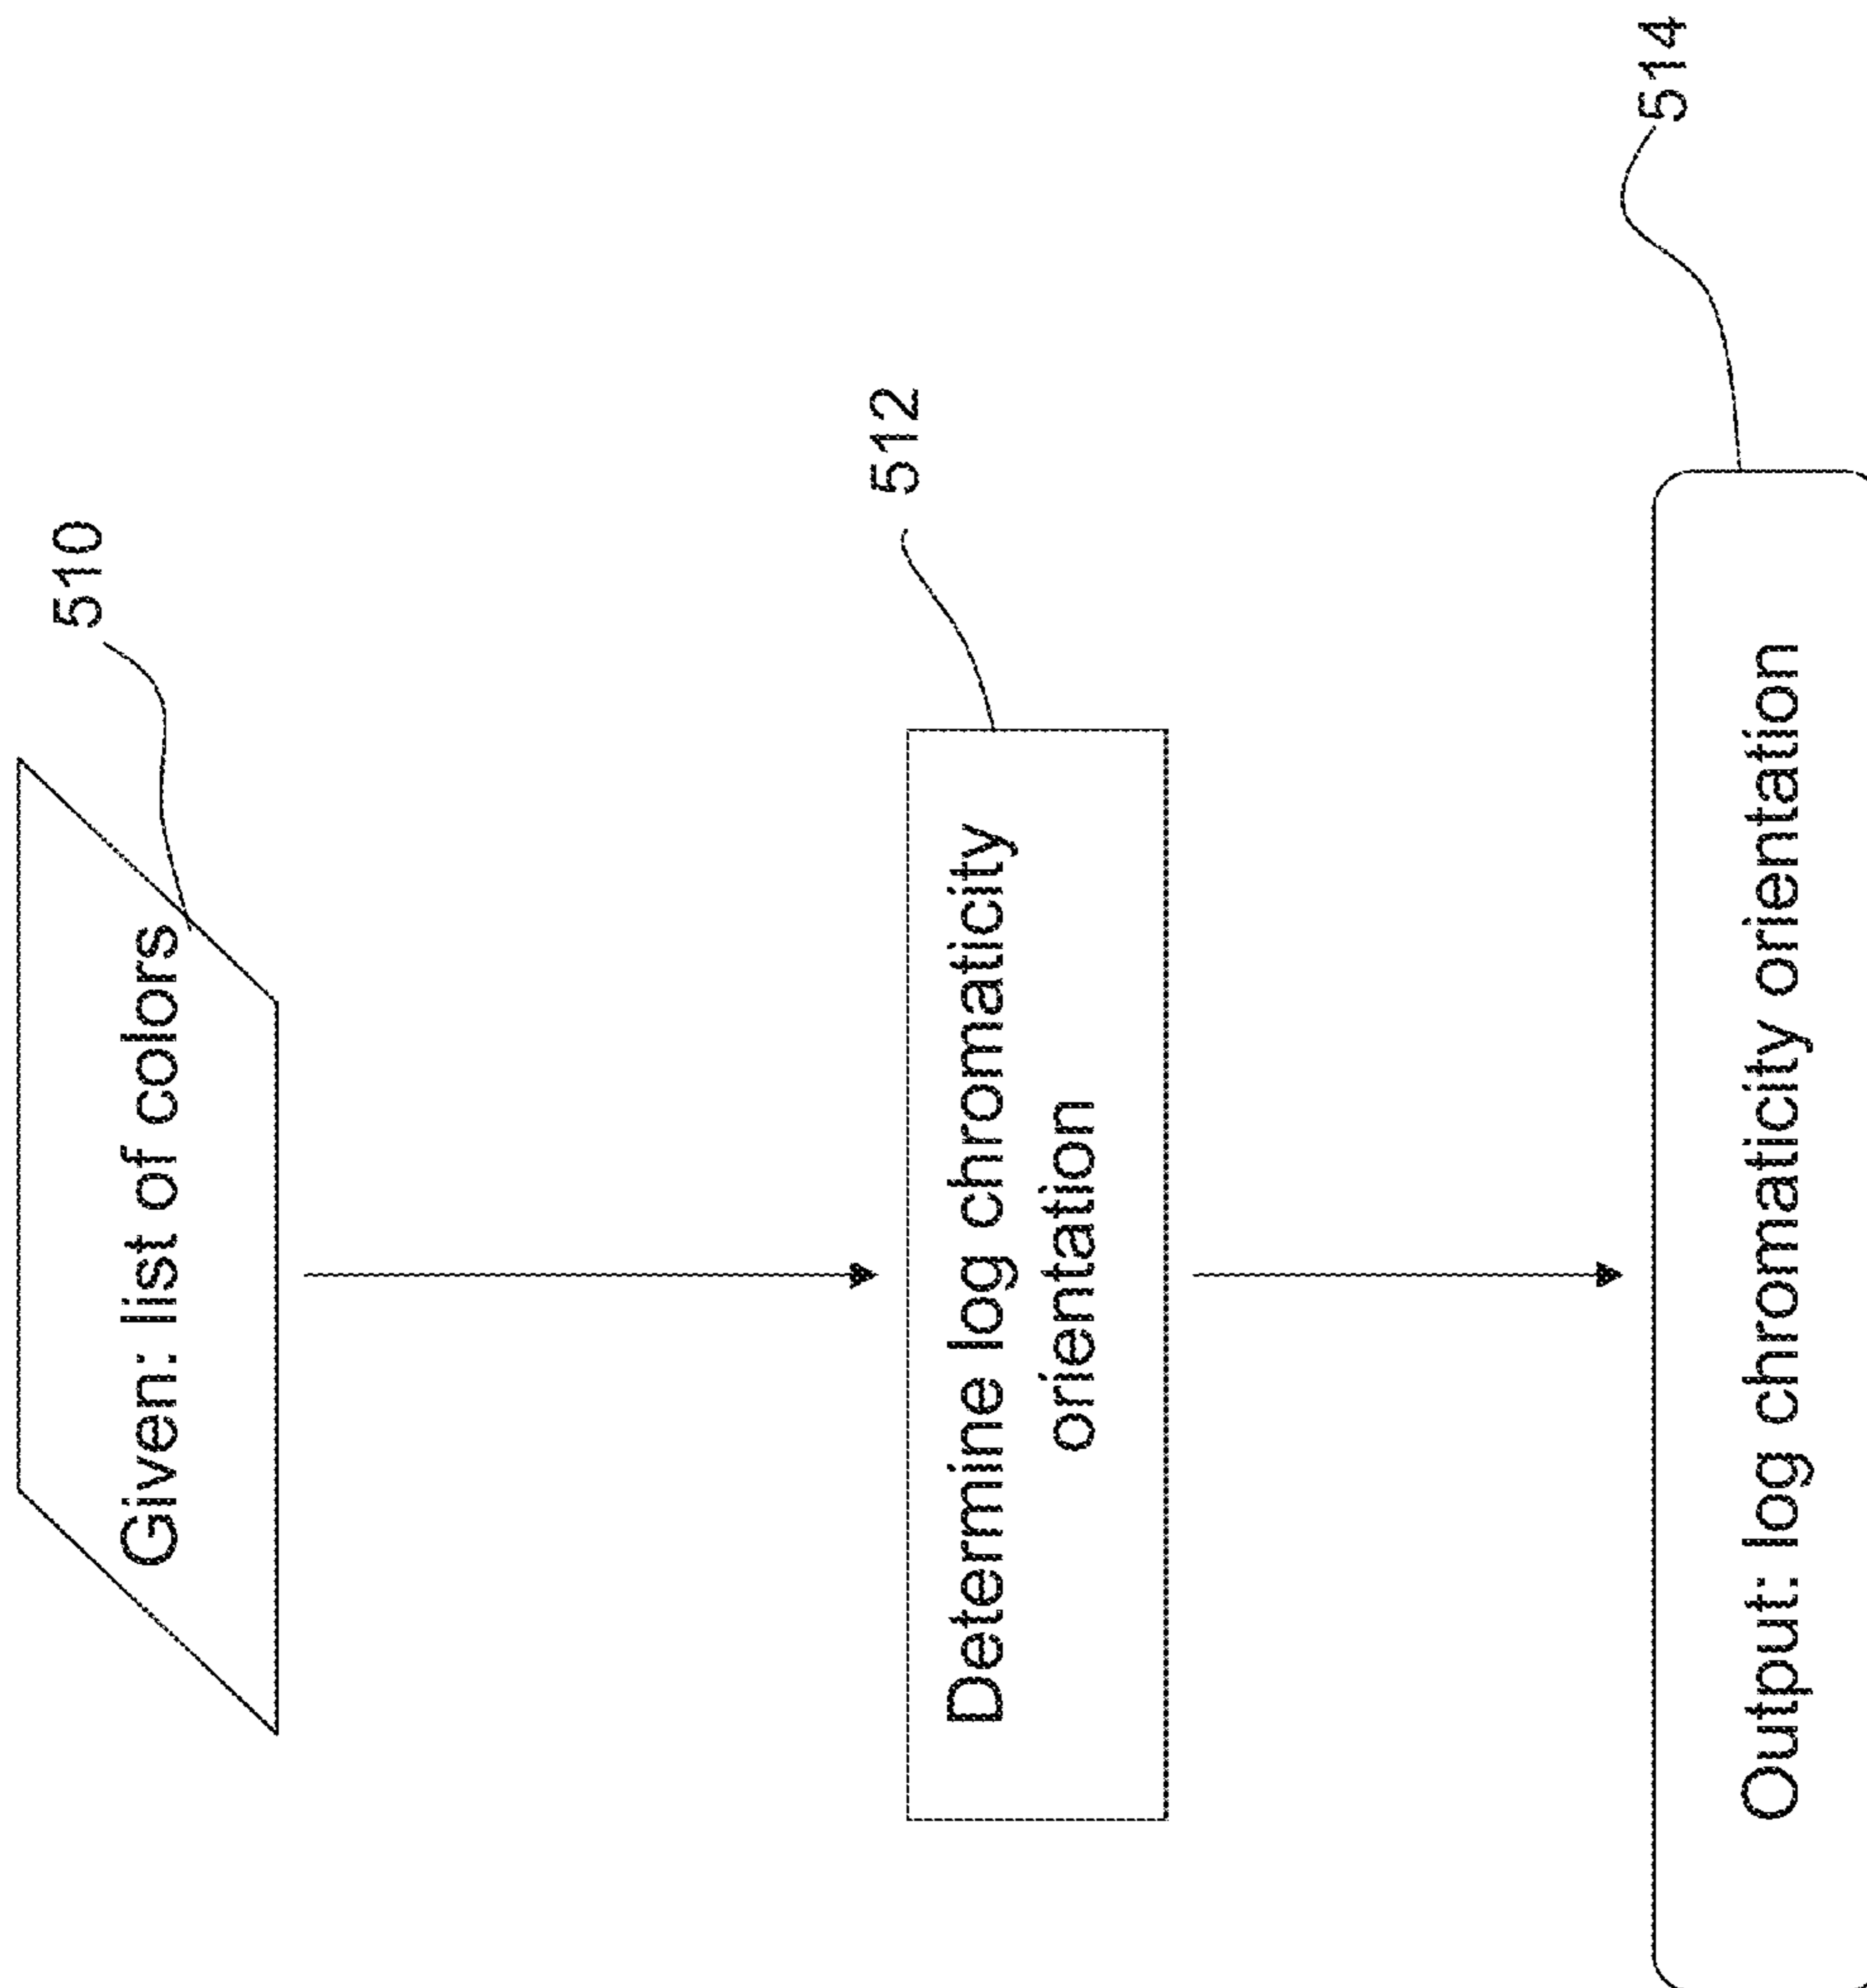 Given: list of colors
510
Determine log chromaticity
orientation
512
Output: log chromaticity orientation
514